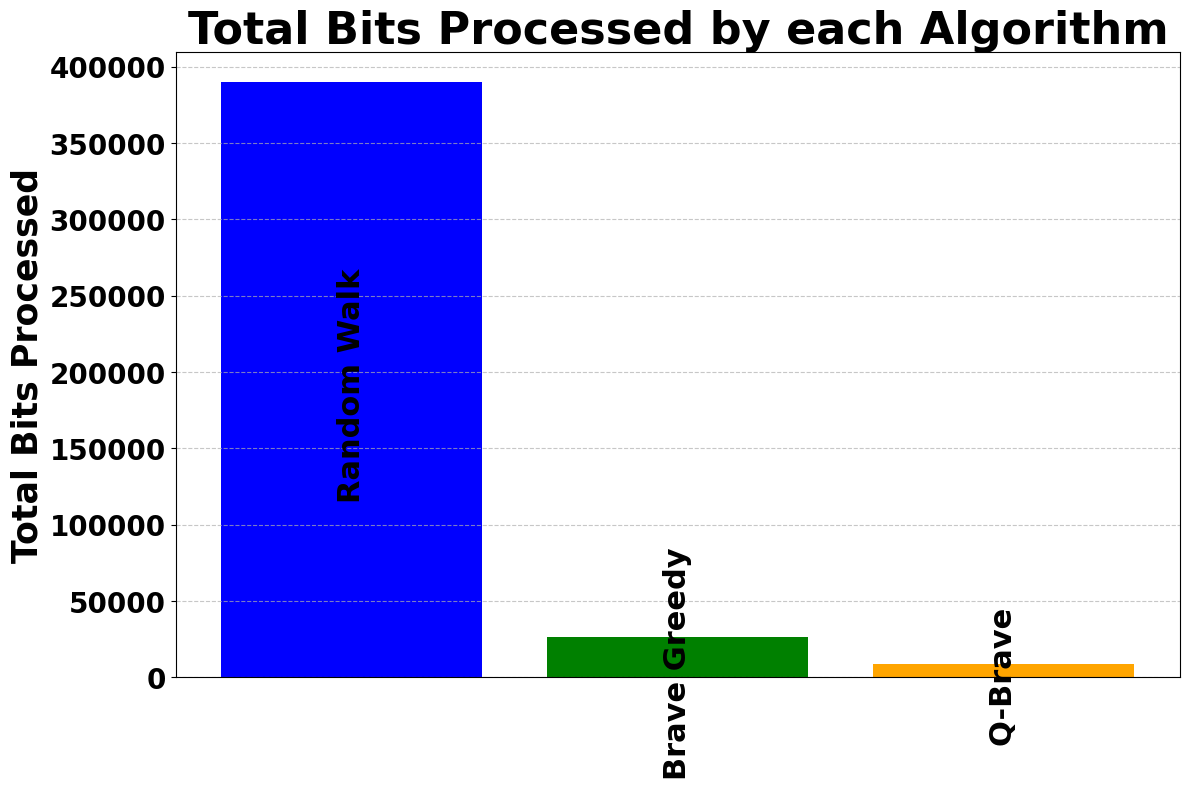 Total Bits Processed by each Algorithm
Total Bits Processed
400000
350000
300000
250000
200000
150000
100000
50000
0
Random Walk
Brave Greedy
Q-Brave